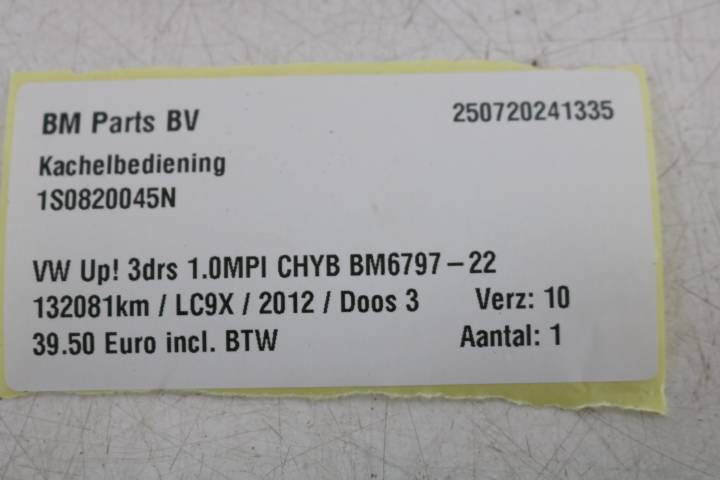 BM Parts BV 250720241335
Kachelbediening
1S0820045N
VW Up! 3drs 1.0MPI CHYB BM6797-22
132081km / LC9X / 2012 / Doos 3 Verz: 10
39.50 Euro incl. BTW Aantal: 1